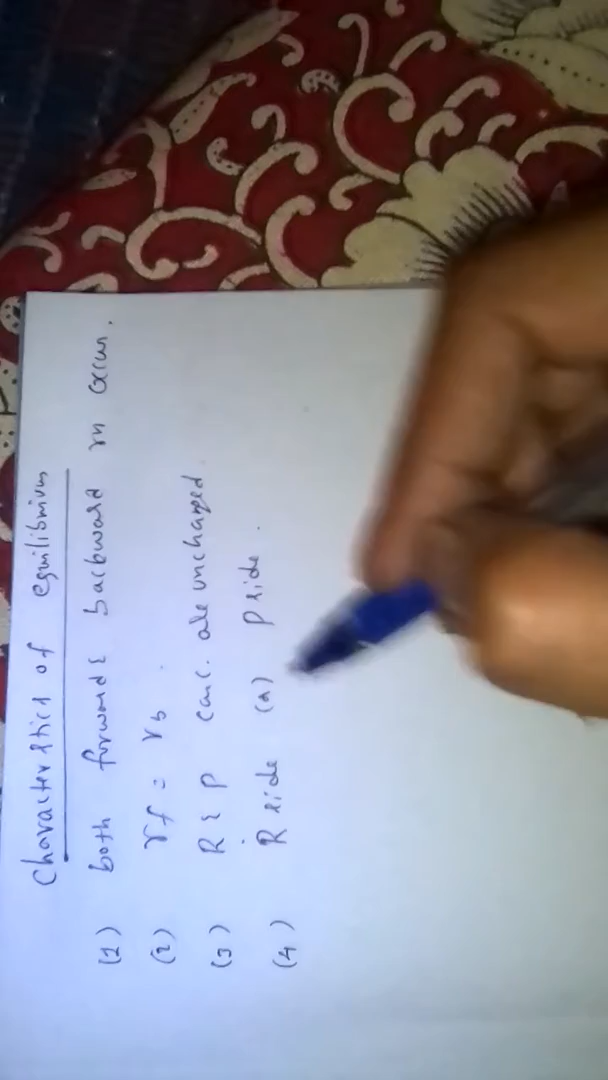 Characteristics of equilibrium
(1) both forward & backward rxn occur.
(2) rf = rb .
(3) R & P conc. are unchanged.
(4) R side (a) P side .